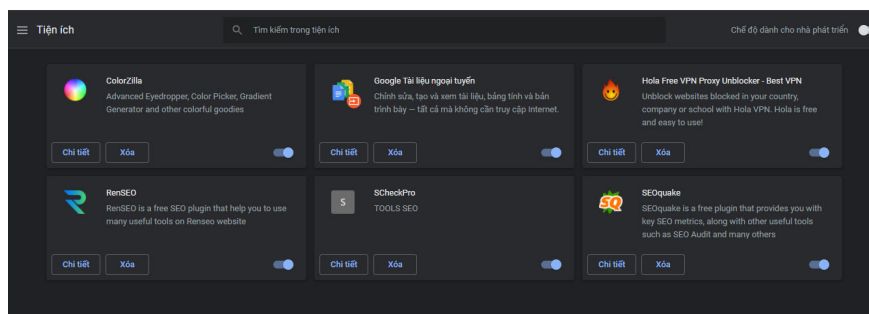 Tiện ích
Tìm kiếm trong tiện ích
Chế độ dành cho nhà phát triển
ColorZilla
Advanced Eyedropper, Color Picker, Gradient
Generator and other colorful goodies
Chi tiết
Xóa
Google Tài liệu ngoại tuyến
Chỉnh sửa, tạo và xem tài liệu, bảng tính và bản
trình bày — tất cả mà không cần truy cập Internet.
Chi tiết
Xóa
Hola Free VPN Proxy Unblocker - Best VPN
Unblock websites blocked in your country,
company or school with Hola VPN. Hola is free
and easy to use!
Chi tiết
Xóa
RenSEO
RenSEO is a free SEO plugin that help you to use
many useful tools on Renseo website
Chi tiết
Xóa
S
SCheckPro
TOOLS SEO
Chi tiết
Xóa
SQ
SEOquake
SEOquake is a free plugin that provides you with
key SEO metrics, along with other useful tools
such as SEO Audit and many others
Chi tiết
Xóa